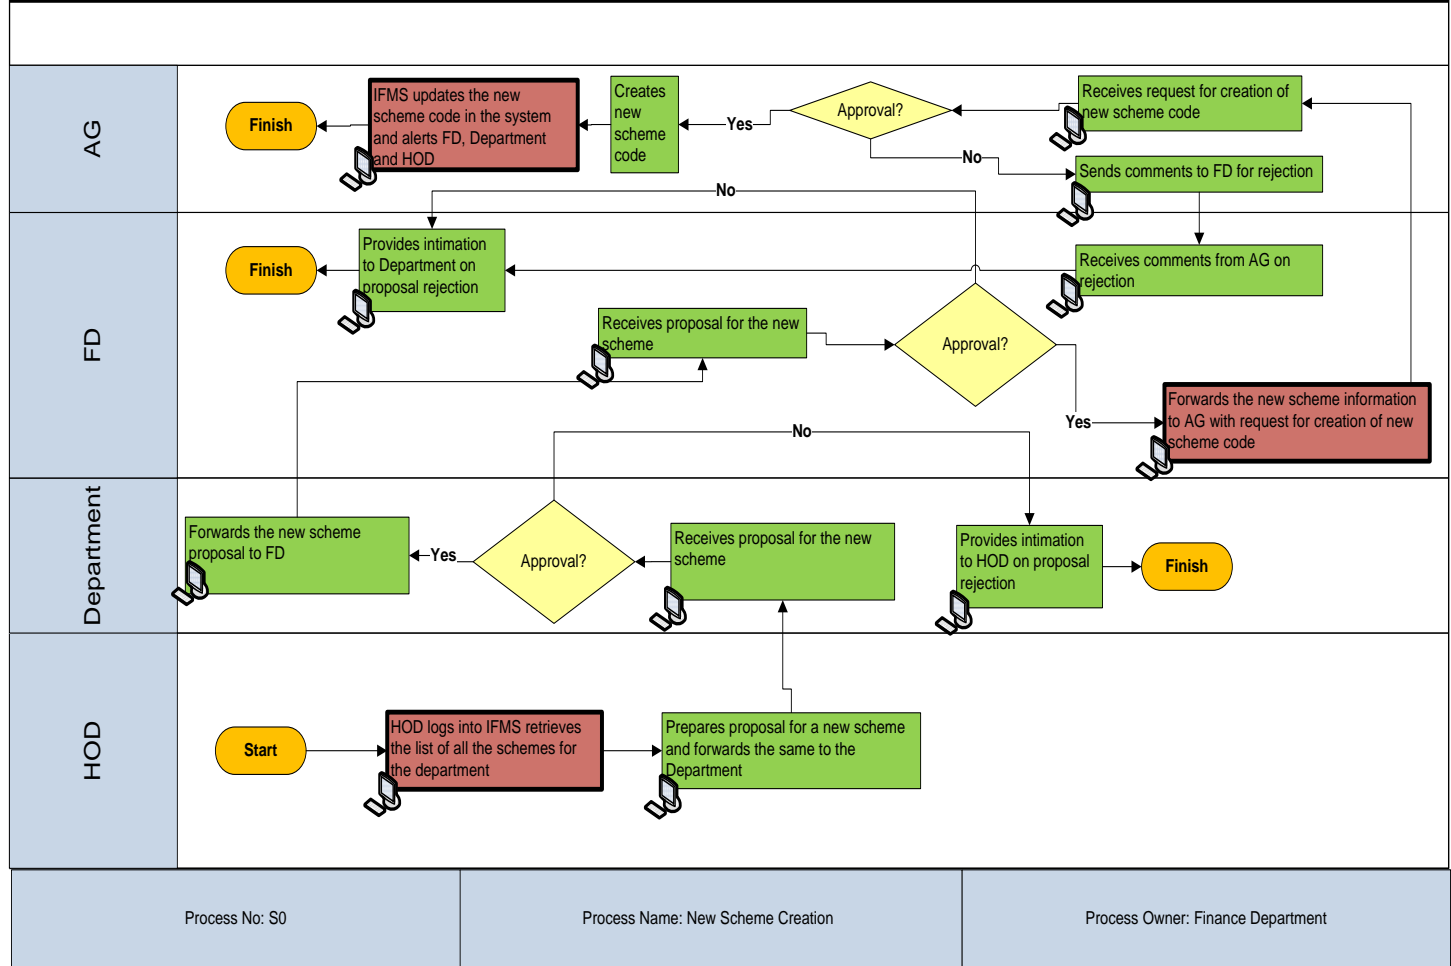 AG
Finish
IFMS updates the new
scheme code in the system
and alerts FD, Department
and HOD
Creates
new
scheme
code
Yes
Approval?
No
Receives request for creation of
new scheme code
Sends comments to FD for rejection
No
FD
Finish
Provides intimation
to Department on
proposal rejection
Receives comments from AG on
rejection
Receives proposal for the new
scheme
Approval?
Yes
Forwards the new scheme information
to AG with request for creation of new
scheme code
No
Department
Forwards the new scheme
proposal to FD
Yes
Approval?
Receives proposal for the new
scheme
Provides intimation
to HOD on proposal
rejection
Finish
HOD
Start
HOD logs into IFMS retrieves
the list of all the schemes for
the department
Prepares proposal for a new scheme
and forwards the same to the
Department
Process No: S0
Process Name: New Scheme Creation
Process Owner: Finance Department